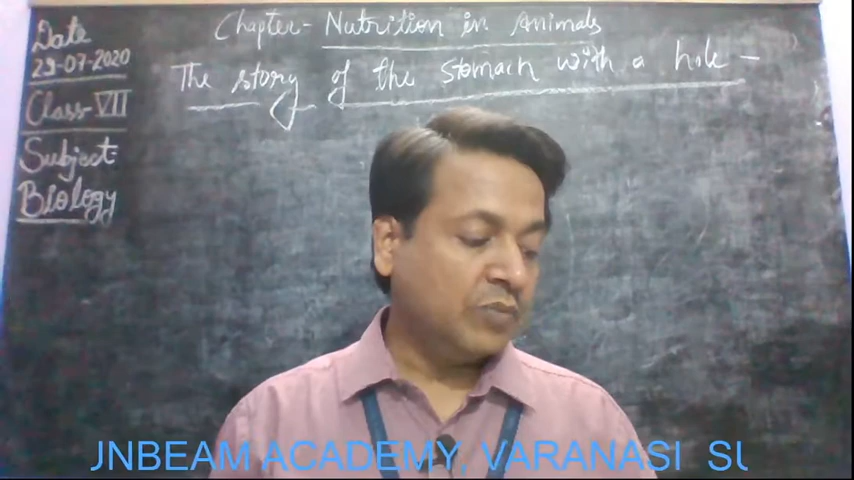 Chapter- Nutrition in Animals
The story of the stomach with a hole -
Date
29-07-2020
Class-VII
Subject-
Biology
JNBEAM ACADEMY, VARANASI SU